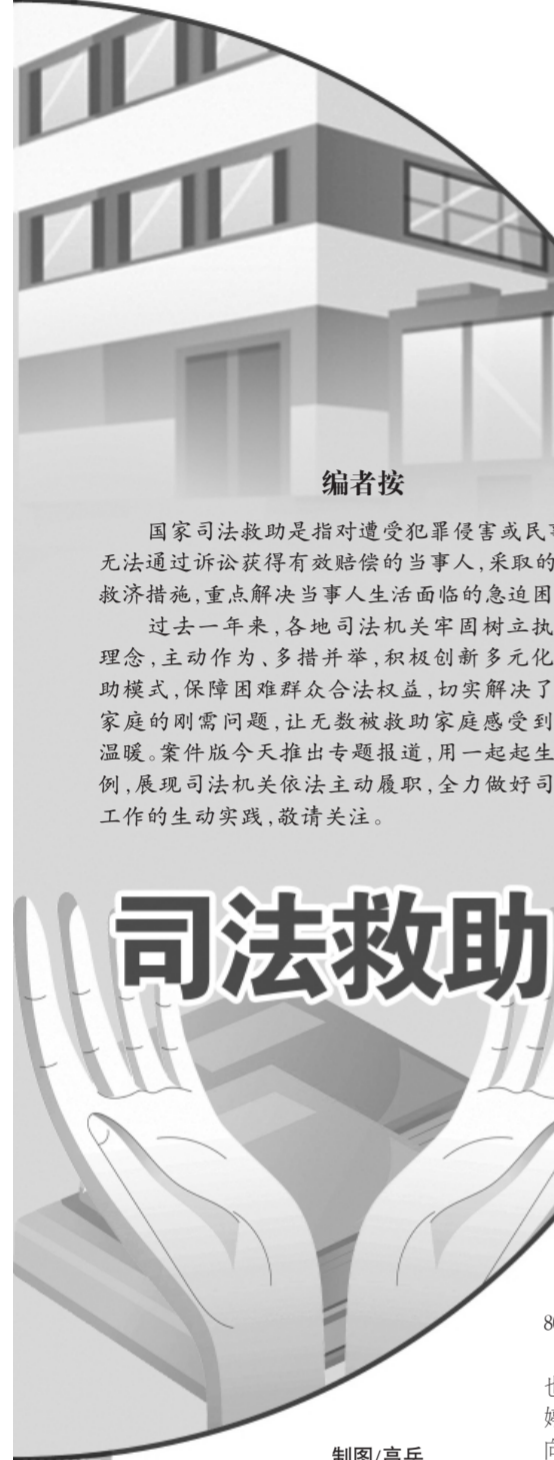 编者按
国家司法救助是指对遭受犯罪侵害或民
无法通过诉讼获得有效赔偿的当事人,采取的
救济措施,重点解决当事人生活面临的急迫困
过去一年来,各地司法机关牢固树立执
理念,主动作为、多措并举,积极创新多元化
助模式,保障困难群众合法权益,切实解决了
家庭的刚需问题,让无数被救助家庭感受到
温暖。案件版今天推出专题报道,用一起起生
例,展现司法机关依法主动履职,全力做好司
工作的生动实践,敬请关注。
司法救助
制图/高岳